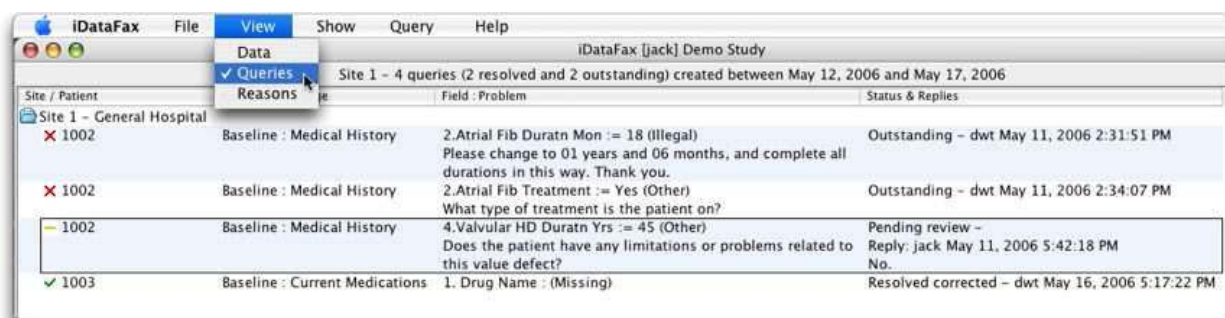 iDataFax File View Show Query Help
iDataFax [jack] Demo Study
Data
✓ Queries
Reasons
Site 1 – 4 queries (2 resolved and 2 outstanding) created between May 12, 2006 and May 17, 2006
Site / Patient Field : Problem Status & Replies
Site 1 – General Hospital
1002 Baseline : Medical History 2.Atrial Fib Duratn Mon := 18 (Illegal) Outstanding – dwt May 11, 2006 2:31:51 PM
Please change to 01 years and 06 months, and complete all
durations in this way. Thank you.
1002 Baseline : Medical History 2.Atrial Fib Treatment := Yes (Other) Outstanding – dwt May 11, 2006 2:34:07 PM
What type of treatment is the patient on?
1002 Baseline : Medical History 4.Valvular HD Duratn Yrs := 45 (Other) Pending review –
Does the patient have any limitations or problems related to Reply: jack May 11, 2006 5:42:18 PM
this value defect? No.
1003 Baseline : Current Medications 1. Drug Name : (Missing) Resolved corrected – dwt May 16, 2006 5:17:22 PM